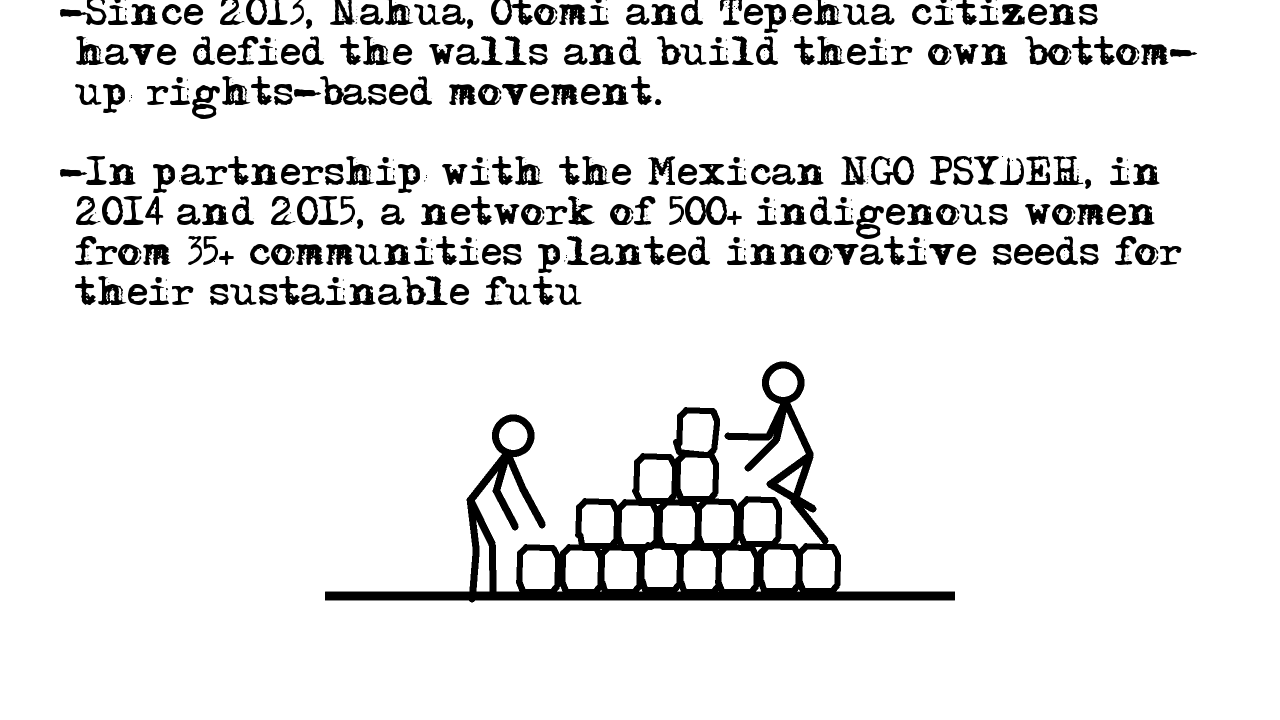 -Since 2013, Nahua, Otomi and Tepehua citizens
have defied the walls and build their own bottom-
up rights-based movement.
-In partnership with the Mexican NGO PSYDEH, in
2014 and 2015, a network of 500+ indigenous women
from 35+ communities planted innovative seeds for
their sustainable futu